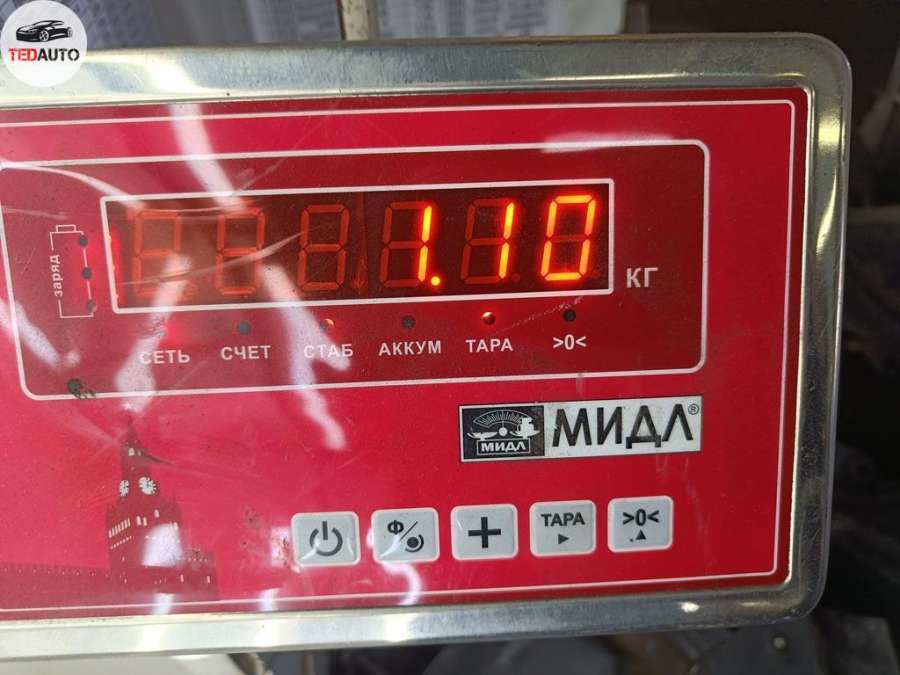 TEDAUTO
1.10
КГ
заряд
СЕТЬ СЧЕТ СТАБ АККУМ ТАРА >0<
МИДЛ МИДЛ®
Ф + ТАРА >0<